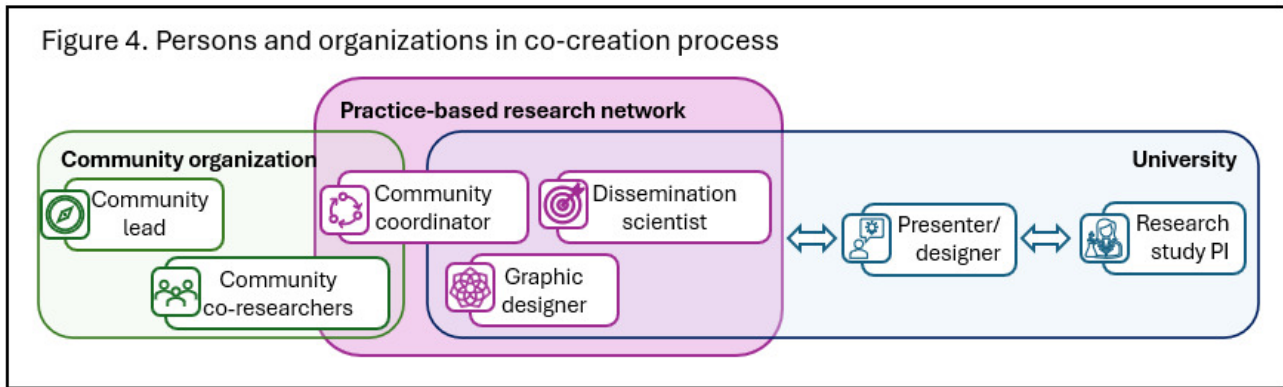 Figure 4. Persons and organizations in co-creation process
Practice-based research network
Community organization
University
Community
lead
Community
coordinator
Dissemination
scientist
Presenter/
designer
Research
study PI
Community
co-researchers
Graphic
designer